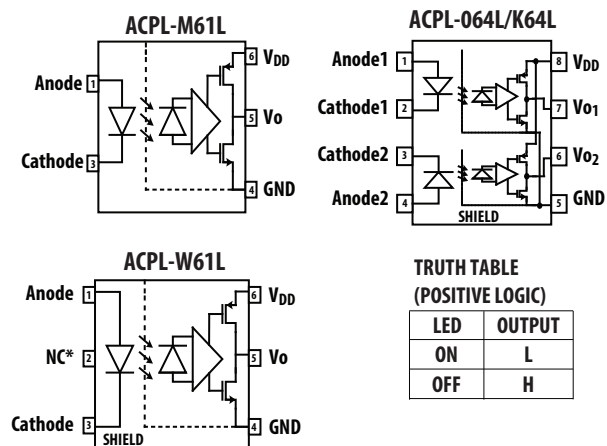 ACPL-M61L
Anode 1
Cathode 3
6 VDD
5 Vo
4 GND
ACPL-064L/K64L
Anode1 1
Cathode1 2
Cathode2 3
Anode2 4
8 VDD
7 Vo1
6 Vo2
5 GND
SHIELD
ACPL-W61L
Anode 1
NC* 2
Cathode 3
SHIELD
6 VDD
5 Vo
4 GND
TRUTH TABLE
(POSITIVE LOGIC)
LED OUTPUT
ON L
OFF H